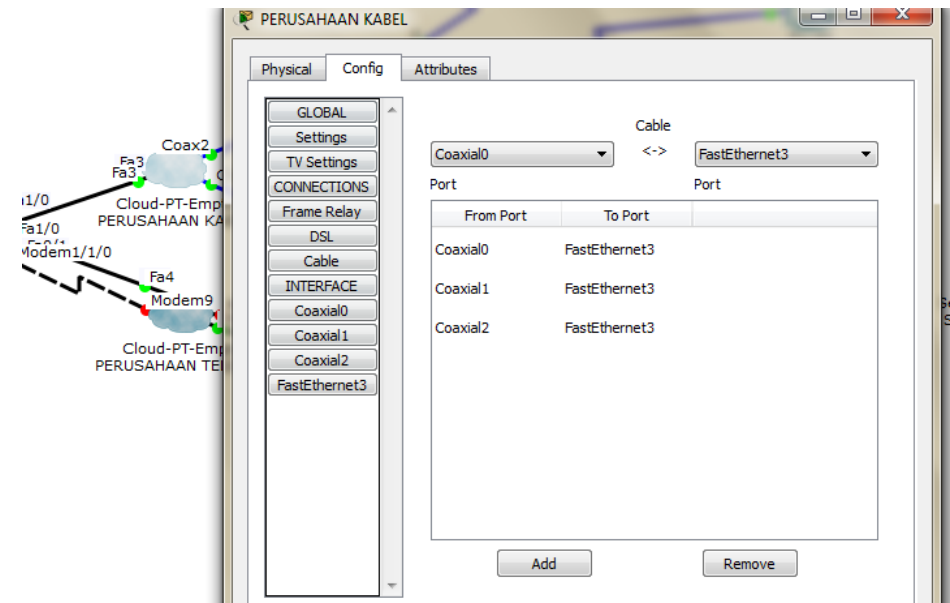 PERUSAHAAN KABEL
Physical
Config
Attributes
GLOBAL
Settings
TV Settings
CONNECTIONS
Frame Relay
DSL
Cable
INTERFACE
Coaxial0
Coaxial1
Coaxial2
FastEthernet3
Cable
Coaxial0
<->
FastEthernet3
Port
Port
From Port
To Port
Coaxial0
FastEthernet3
Coaxial1
FastEthernet3
Coaxial2
FastEthernet3
Add
Remove
Coax2
Fa3
Fa3
Cloud-PT-Emp
PERUSAHAAN KA
a1/0
Fa1/0
Modem1/1/0
Fa4
Modem9
Cloud-PT-Emp
PERUSAHAAN TE